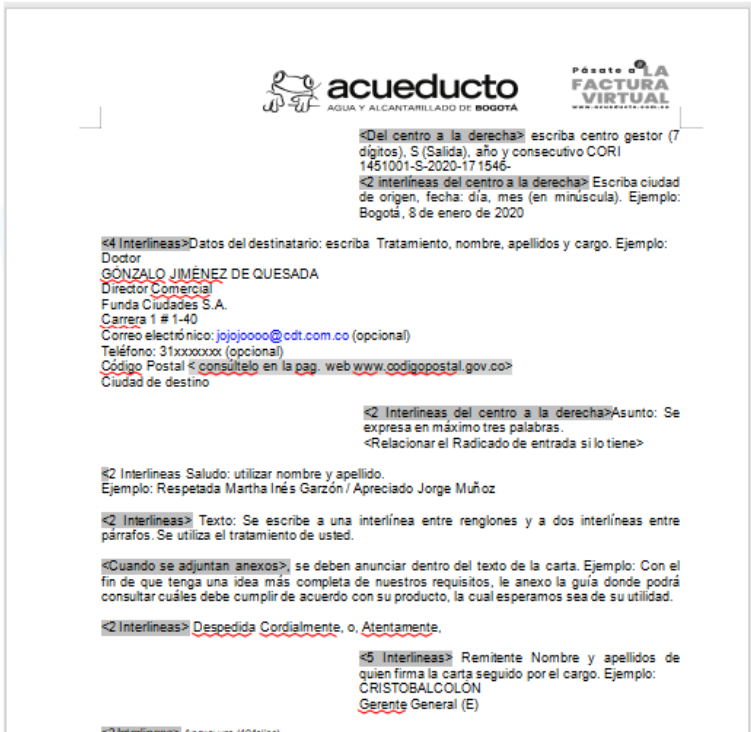 acueducto
AGUA Y ALCANTARILLADO DE BOGOTÁ
Pásate a LA
FACTURA
VIRTUAL
www.acueducto.com.co
<Del centro a la derecha> escriba centro gestor (7
dígitos), S (Salida), año y consecutivo CORI
1451001-S-2020-171546-
<2 interlíneas del centro a la derecha> Escriba ciudad
de origen, fecha: día, mes (en minúscula). Ejemplo:
Bogotá, 8 de enero de 2020
<4 Interlineas>Datos del destinatario: escriba Tratamiento, nombre, apellidos y cargo. Ejemplo:
Doctor
GONZALO JIMÉNEZ DE QUESADA
Director Comercial
Funda Ciudades S.A.
Carrera 1 # 1-40
Correo electrónico: jojojoooo@cdt.com.co (opcional)
Teléfono: 31xxxxxxx (opcional)
Código Postal < consúltelo en la pag. web www.codigopostal.gov.co>
Ciudad de destino
<2 Interlineas del centro a la derecha>Asunto: Se
expresa en máximo tres palabras.
<Relacionar el Radicado de entrada si lo tiene>
<2 Interlineas Saludo: utilizar nombre y apellido.
Ejemplo: Respetada Martha Inés Garzón / Apreciado Jorge Muñoz
<2 Interlineas> Texto: Se escribe a una interlínea entre renglones y a dos interlíneas entre
párrafos. Se utiliza el tratamiento de usted.
<Cuando se adjuntan anexos>, se deben anunciar dentro del texto de la carta. Ejemplo: Con el
fin de que tenga una idea más completa de nuestros requisitos, le anexo la guía donde podrá
consultar cuáles debe cumplir de acuerdo con su producto, la cual esperamos sea de su utilidad.
<2 Interlineas> Despedida Cordialmente, o, Atentamente,
<5 Interlineas> Remitente Nombre y apellidos de
quien firma la carta seguido por el cargo. Ejemplo:
CRISTOBALCOLÓN
Gerente General (E)